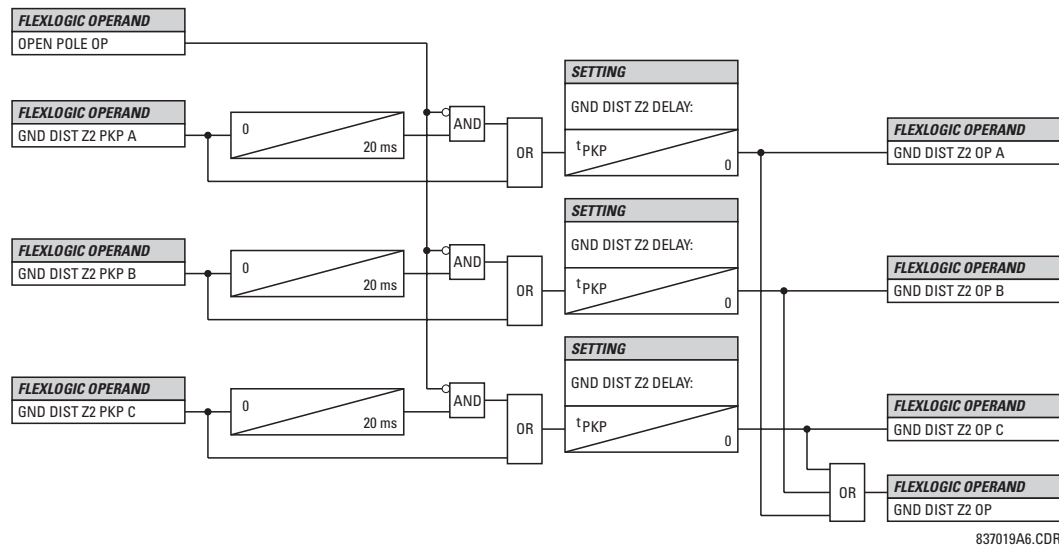 FLEXLOGIC OPERAND
OPEN POLE OP
FLEXLOGIC OPERAND
GND DIST Z2 PKP A
0
20 ms
AND
OR
SETTING
GND DIST Z2 DELAY:
tPKP
0
FLEXLOGIC OPERAND
GND DIST Z2 OP A
FLEXLOGIC OPERAND
GND DIST Z2 PKP B
0
20 ms
AND
OR
SETTING
GND DIST Z2 DELAY:
tPKP
0
FLEXLOGIC OPERAND
GND DIST Z2 OP B
FLEXLOGIC OPERAND
GND DIST Z2 PKP C
0
20 ms
AND
OR
SETTING
GND DIST Z2 DELAY:
tPKP
0
FLEXLOGIC OPERAND
GND DIST Z2 OP C
OR
FLEXLOGIC OPERAND
GND DIST Z2 OP
837019A6.CDR